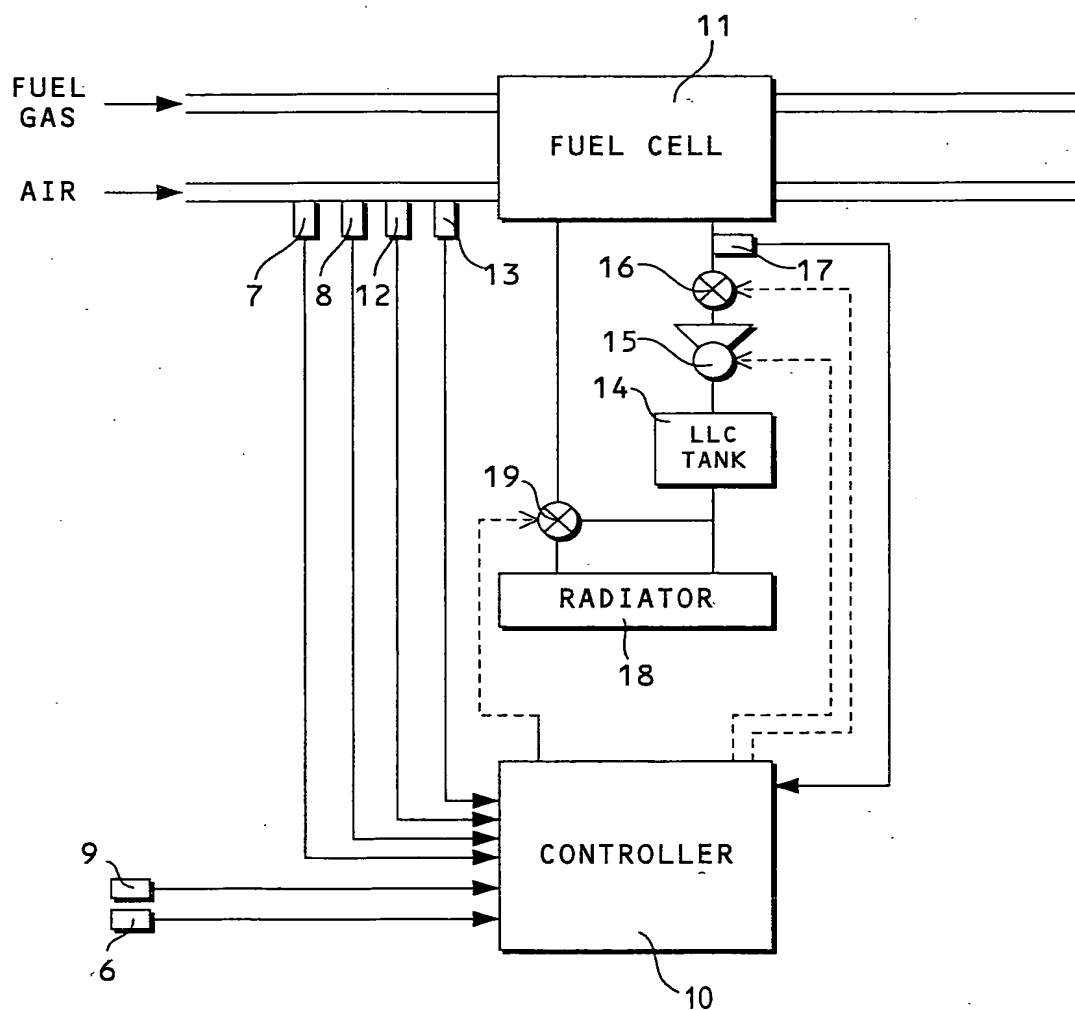 11
FUEL
GAS
FUEL CELL
AIR
7
8
12
13
16
17
15
14
LLC
TANK
19
RADIATOR
18
CONTROLLER
9
6
10